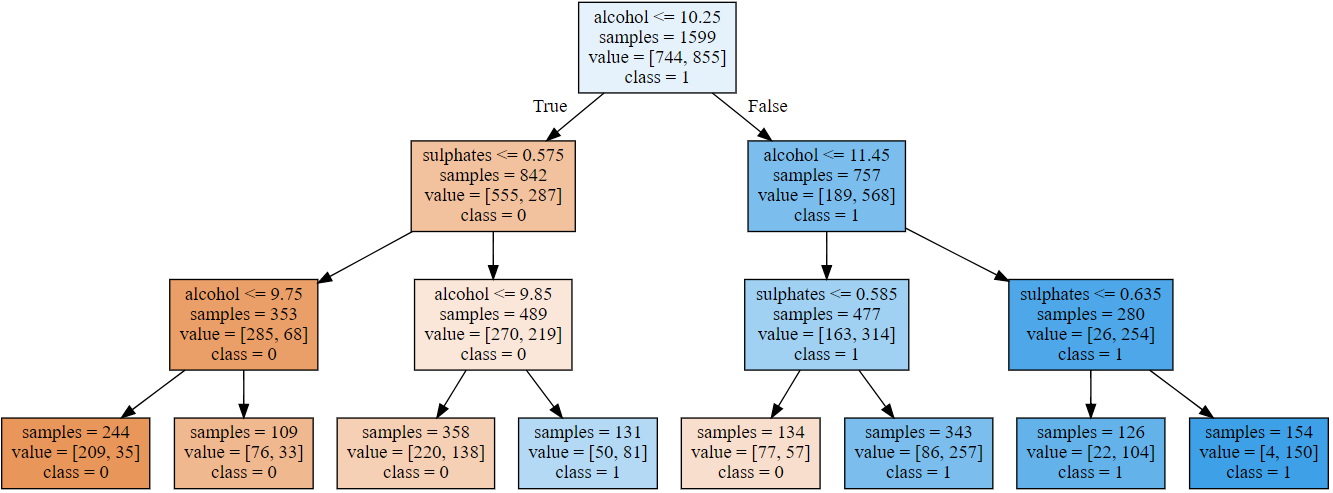 alcohol <= 10.25
samples = 1599
value = [744, 855]
class = 1
True
False
sulphates <= 0.575
samples = 842
value = [555, 287]
class = 0
alcohol <= 11.45
samples = 757
value = [189, 568]
class = 1
alcohol <= 9.75
samples = 353
value = [285, 68]
class = 0
alcohol <= 9.85
samples = 489
value = [270, 219]
class = 0
sulphates <= 0.585
samples = 477
value = [163, 314]
class = 1
sulphates <= 0.635
samples = 280
value = [26, 254]
class = 1
samples = 244
value = [209, 35]
class = 0
samples = 109
value = [76, 33]
class = 0
samples = 358
value = [220, 138]
class = 0
samples = 131
value = [50, 81]
class = 1
samples = 134
value = [77, 57]
class = 0
samples = 343
value = [86, 257]
class = 1
samples = 126
value = [22, 104]
class = 1
samples = 154
value = [4, 150]
class = 1